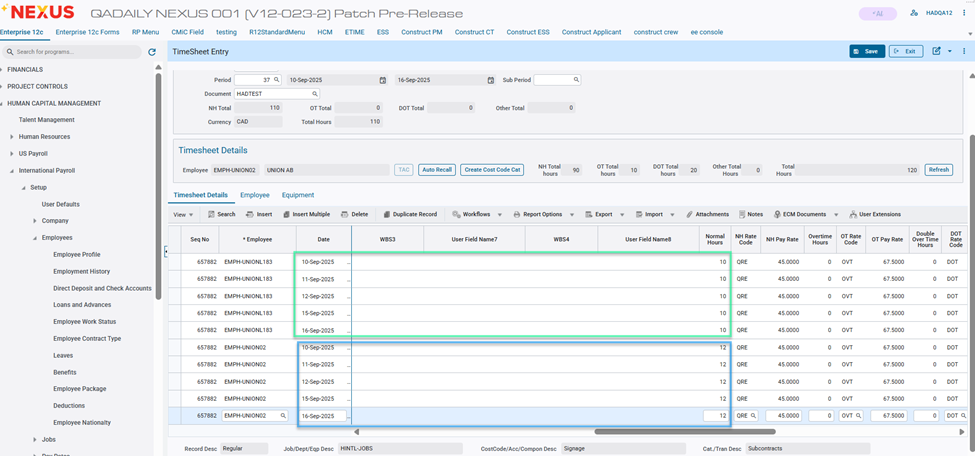 NEXUS QADAILY NEXUS 001 (V12-023-2) Patch Pre-Release AI HADQA12
Enterprise 12c Enterprise 12c Forms RP Menu CMiC Field testing R12StandardMenu HCM ETIME ESS Construct PM Construct CT Construct ESS Construct Applicant construct crew ee console
Search for programs... TimeSheet Entry Save Exit
FINANCIALS
PROJECT CONTROLS
HUMAN CAPITAL MANAGEMENT
Talent Management
Human Resources
US Payroll
International Payroll
Setup
User Defaults
Company
Employees
Employee Profile
Employment History
Direct Deposit and Check Accounts
Loans and Advances
Employee Work Status
Employee Contract Type
Leaves
Benefits
Employee Package
Deductions
Employee Nationality
Jobs
Period 37 10-Sep-2025 16-Sep-2025 Sub Period
Document HADTEST
NH Total 110 OT Total 0 DOT Total 0 Other Total 0
Currency CAD Total Hours 110
Timesheet Details
Employee EMPH-UNION02 UNION AB TAC Auto Recall Create Cost Code Cat NH Total hours 90 OT Total hours 10 DOT Total hours 20 Other Total hours 0 Total Hours 120 Refresh
Timesheet Details Employee Equipment
View Search Insert Insert Multiple Delete Duplicate Record Workflows Report Options Export Import Attachments Notes ECM Documents User Extensions
Seq No * Employee Date WBS3 User Field Name7 WBS4 User Field Name8 Normal Hours NH Rate Code NH Pay Rate Overtime Hours OT Rate Code OT Pay Rate Double Over Time Hours DOT Rate Code
657882 EMPH-UNIONL183 10-Sep-2025 ... 10 QRE 45.0000 0 OVT 67.5000 0 DOT
657882 EMPH-UNIONL183 11-Sep-2025 ... 10 QRE 45.0000 0 OVT 67.5000 0 DOT
657882 EMPH-UNIONL183 12-Sep-2025 ... 10 QRE 45.0000 0 OVT 67.5000 0 DOT
657882 EMPH-UNIONL183 15-Sep-2025 ... 10 QRE 45.0000 0 OVT 67.5000 0 DOT
657882 EMPH-UNIONL183 16-Sep-2025 ... 10 QRE 45.0000 0 OVT 67.5000 0 DOT
657882 EMPH-UNION02 10-Sep-2025 ... 12 QRE 45.0000 0 OVT 67.5000 0 DOT
657882 EMPH-UNION02 11-Sep-2025 ... 12 QRE 45.0000 0 OVT 67.5000 0 DOT
657882 EMPH-UNION02 12-Sep-2025 ... 12 QRE 45.0000 0 OVT 67.5000 0 DOT
657882 EMPH-UNION02 15-Sep-2025 ... 12 QRE 45.0000 0 OVT 67.5000 0 DOT
657882 EMPH-UNION02 16-Sep-2025 ... 12 QRE 45.0000 0 OVT 67.5000 0 DOT
Record Desc Regular Job/Dept/Eqp Desc HINTL-JOBS CostCode/Acc/Compon Desc Signage Cat./Tran Desc Subcontracts